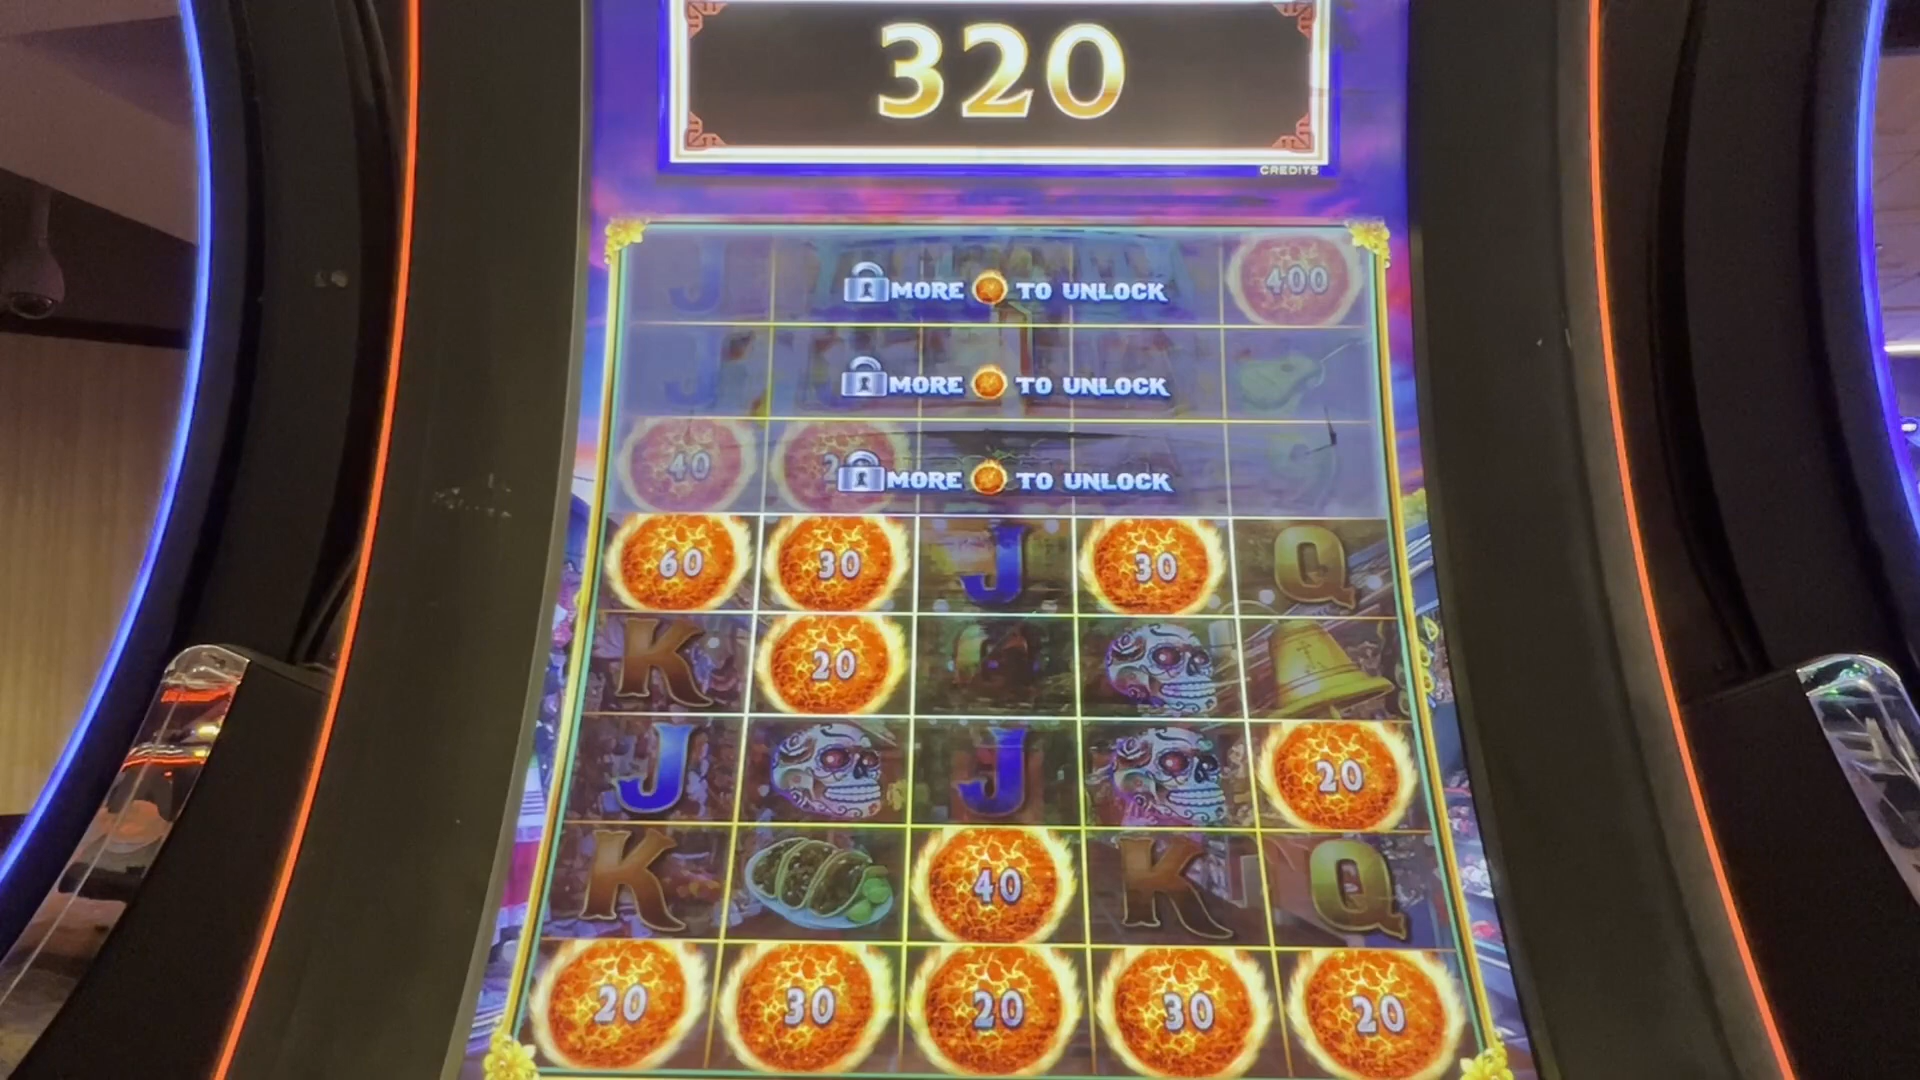 320
CREDITS
J 400
MORE TO UNLOCK
J
MORE TO UNLOCK
40
MORE TO UNLOCK
60 30 J 30 Q
K 20
J J 20
K 40 K Q
20 30 20 30 20